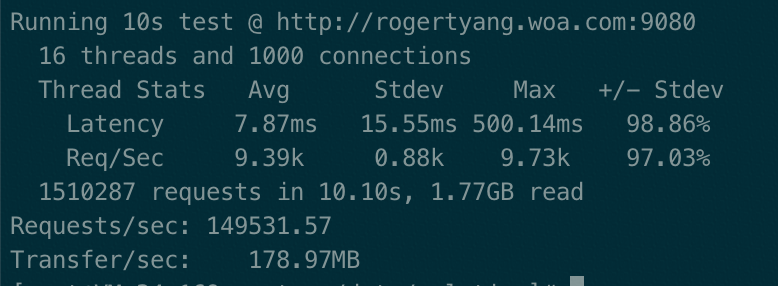 Running 10s test @ http://rogertyang.woa.com:9080
16 threads and 1000 connections
Thread Stats Avg Stdev Max +/- Stdev
Latency 7.87ms 15.55ms 500.14ms 98.86%
Req/Sec 9.39k 0.88k 9.73k 97.03%
1510287 requests in 10.10s, 1.77GB read
Requests/sec: 149531.57
Transfer/sec: 178.97MB